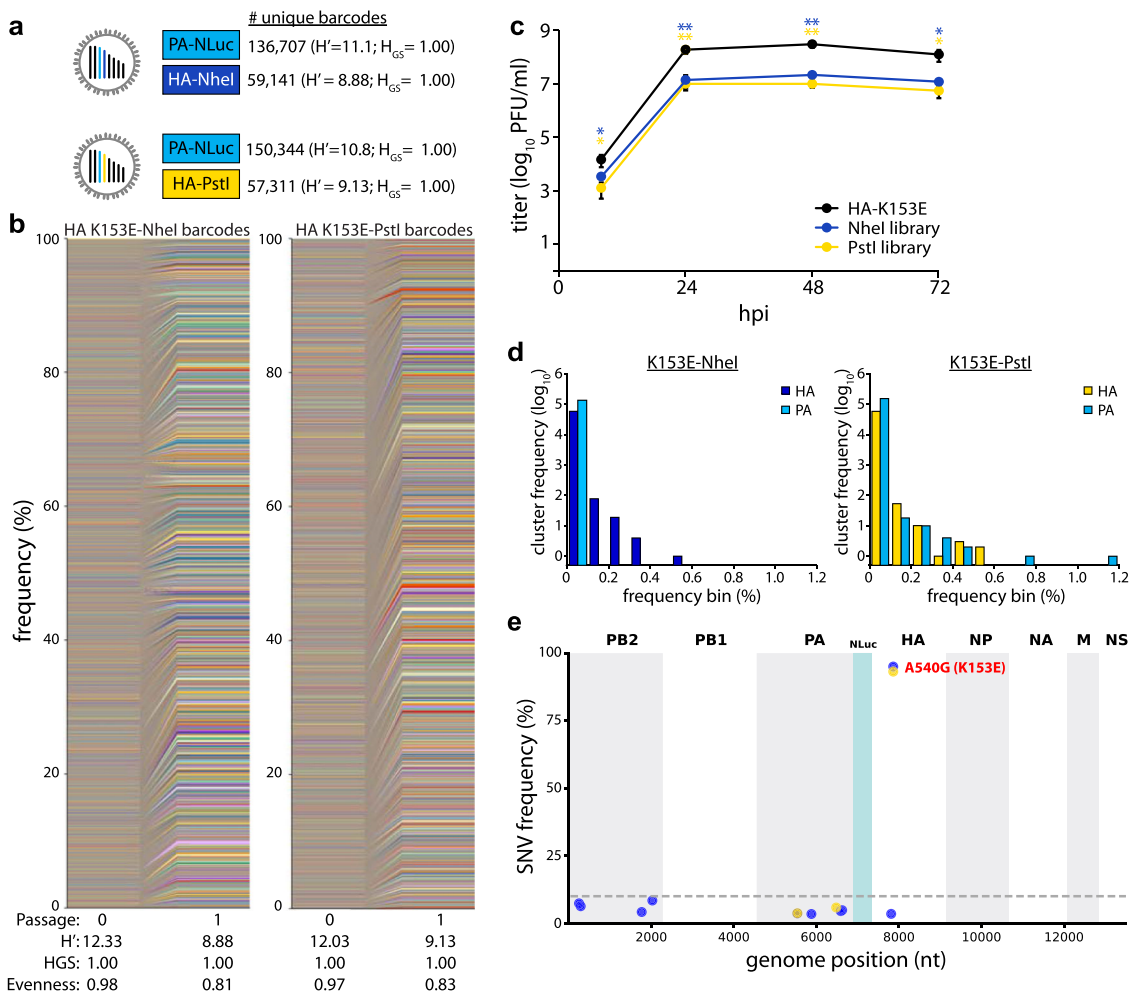 a
# unique barcodes
PA-NLuc 136,707 (H'=11.1; HGS= 1.00)
HA-NheI 59,141 (H' = 8.88; HGS= 1.00)
PA-NLuc 150,344 (H'=10.8; HGS= 1.00)
HA-PstI 57,311 (H' = 9.13; HGS= 1.00)
b
HA K153E-NheI barcodes HA K153E-PstI barcodes
frequency (%)
100
80
60
40
20
0
Passage: 0 1 0 1
H': 12.33 8.88 12.03 9.13
HGS: 1.00 1.00 1.00 1.00
Evenness: 0.98 0.81 0.97 0.83
c
titer (log10 PFU/ml)
9
7
5
3
1
** ** *
** ** *
*
*
HA-K153E
NheI library
PstI library
0 24 48 72
hpi
d
K153E-NheI
cluster frequency (log10)
6
5
4
3
2
1
0
HA
PA
0 0.2 0.4 0.6 0.8 1.0 1.2
frequency bin (%)
K153E-PstI
cluster frequency (log10)
6
5
4
3
2
1
0
HA
PA
0 0.2 0.4 0.6 0.8 1.0 1.2
frequency bin (%)
e
PB2 PB1 PA NLuc HA NP NA M NS
SNV frequency (%)
100
75
50
25
0
A540G (K153E)
2000 4000 6000 8000 10000 12000
genome position (nt)